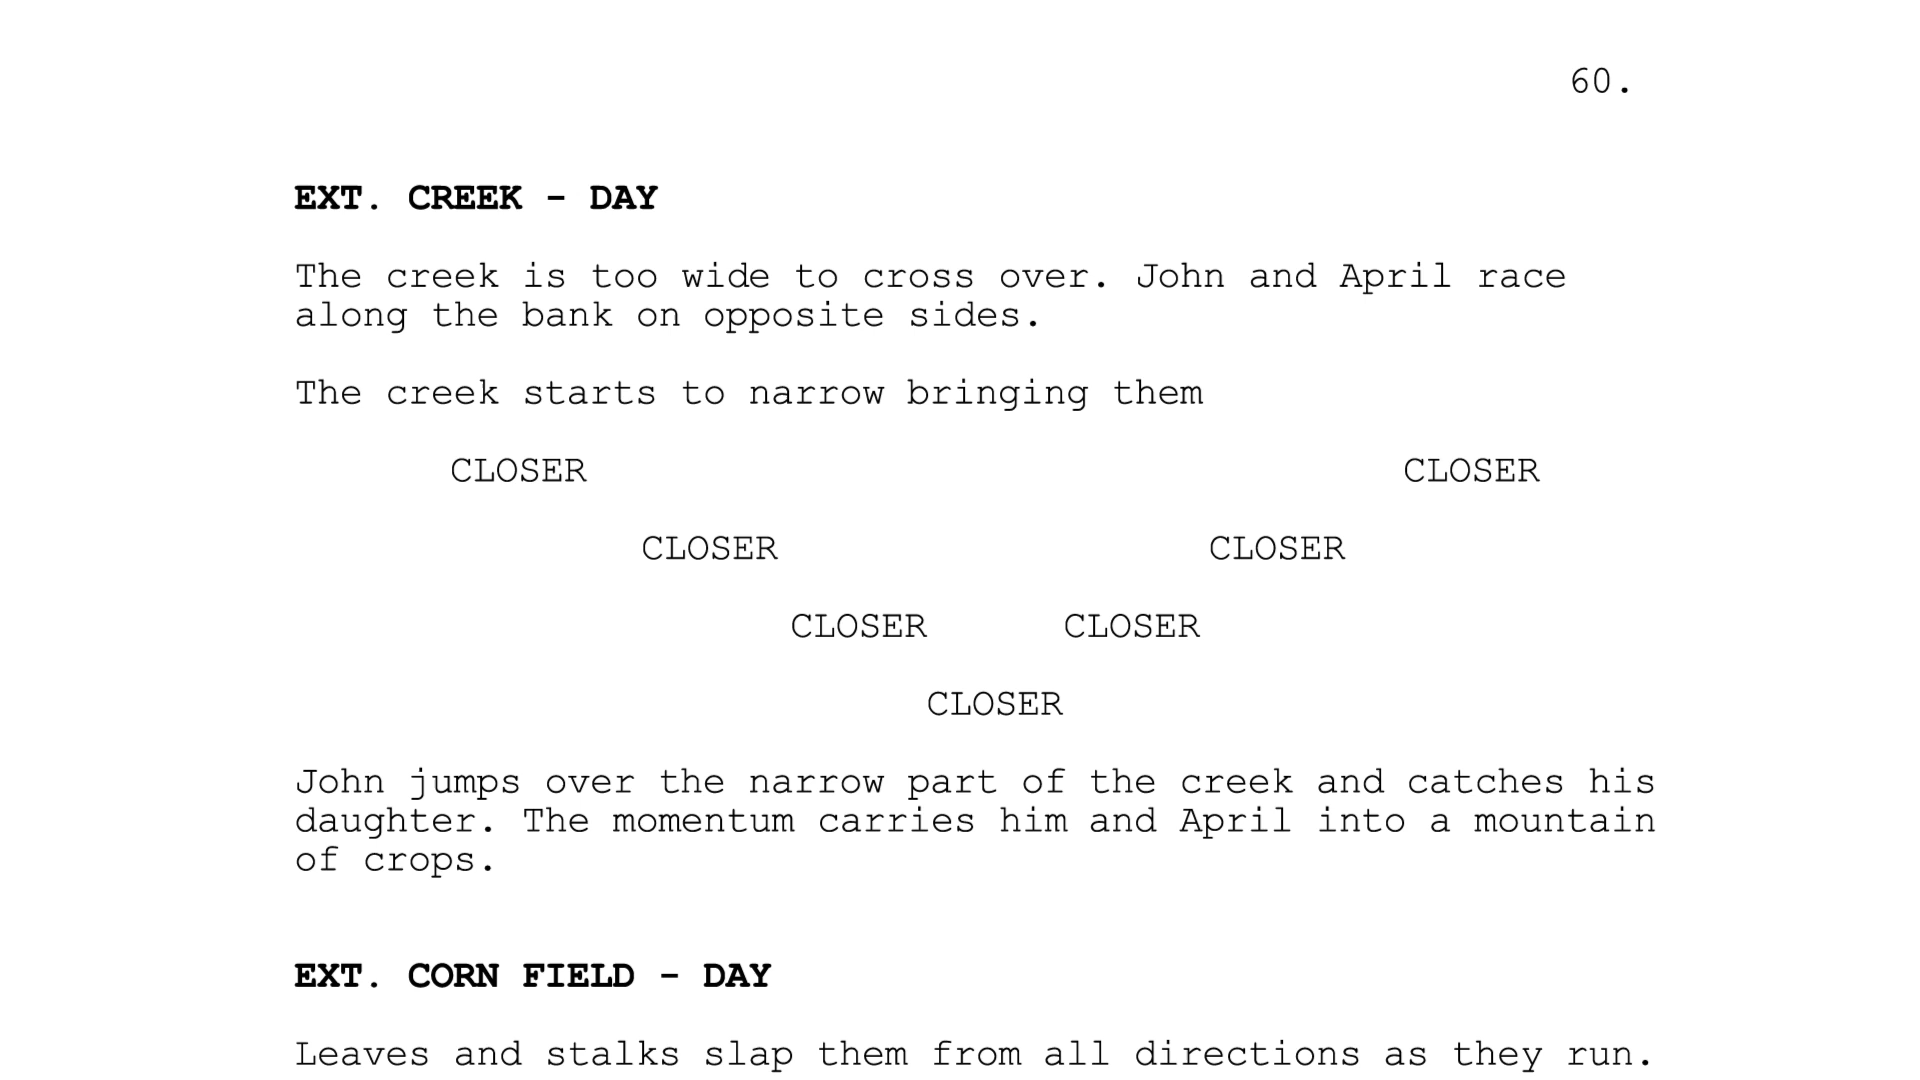 60.
EXT. CREEK - DAY
The creek is too wide to cross over. John and April race
along the bank on opposite sides.
The creek starts to narrow bringing them
CLOSER CLOSER
CLOSER CLOSER
CLOSER CLOSER
CLOSER
John jumps over the narrow part of the creek and catches his
daughter. The momentum carries him and April into a mountain
of crops.
EXT. CORN FIELD - DAY
Leaves and stalks slap them from all directions as they run.